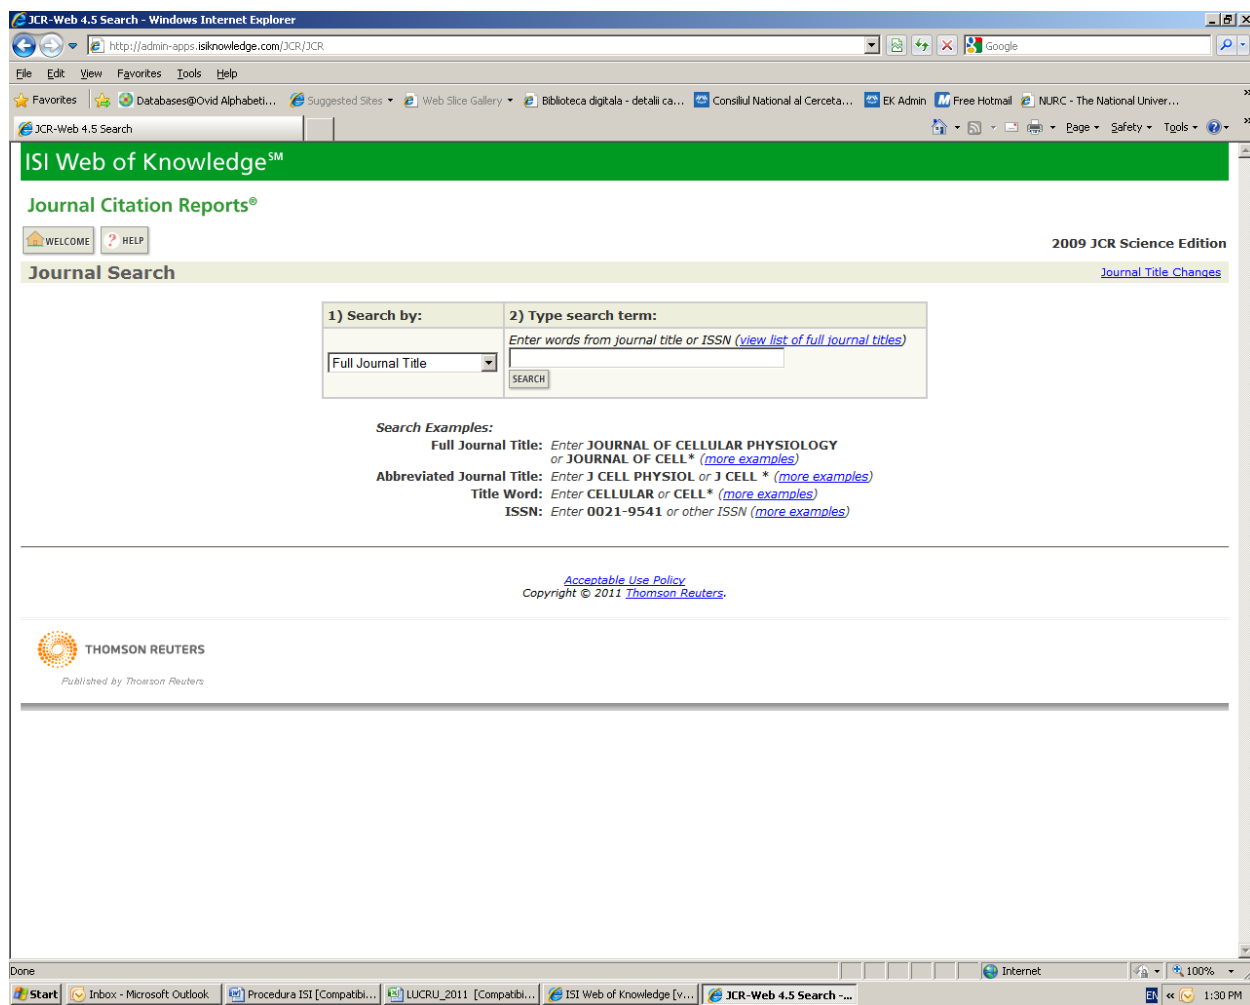 JCR-Web 4.5 Search - Windows Internet Explorer
http://admin-apps.isiknowledge.com/JCR/JCR
Google
File Edit View Favorites Tools Help
Favorites Databases@Ovid Alphabeti... Suggested Sites Web Slice Gallery Biblioteca digitala - detalii ca... Consiliul National al Cerceta... EK Admin Free Hotmail NURC - The National Univer... »
JCR-Web 4.5 Search Page Safety Tools »
ISI Web of Knowledge℠
Journal Citation Reports®
WELCOME ? HELP
2009 JCR Science Edition
Journal Search Journal Title Changes
1) Search by: 2) Type search term:
Enter words from journal title or ISSN (view list of full journal titles)
Full Journal Title
SEARCH
Search Examples:
Full Journal Title: Enter JOURNAL OF CELLULAR PHYSIOLOGY
or JOURNAL OF CELL* (more examples)
Abbreviated Journal Title: Enter J CELL PHYSIOL or J CELL * (more examples)
Title Word: Enter CELLULAR or CELL* (more examples)
ISSN: Enter 0021-9541 or other ISSN (more examples)
Acceptable Use Policy
Copyright © 2011 Thomson Reuters.
THOMSON REUTERS
Published by Thomson Reuters
Done Internet 100%
Start Inbox - Microsoft Outlook Procedura ISI [Compatibi... LUCRU_2011 [Compatibi... ISI Web of Knowledge [v... JCR-Web 4.5 Search -... EN « 1:30 PM